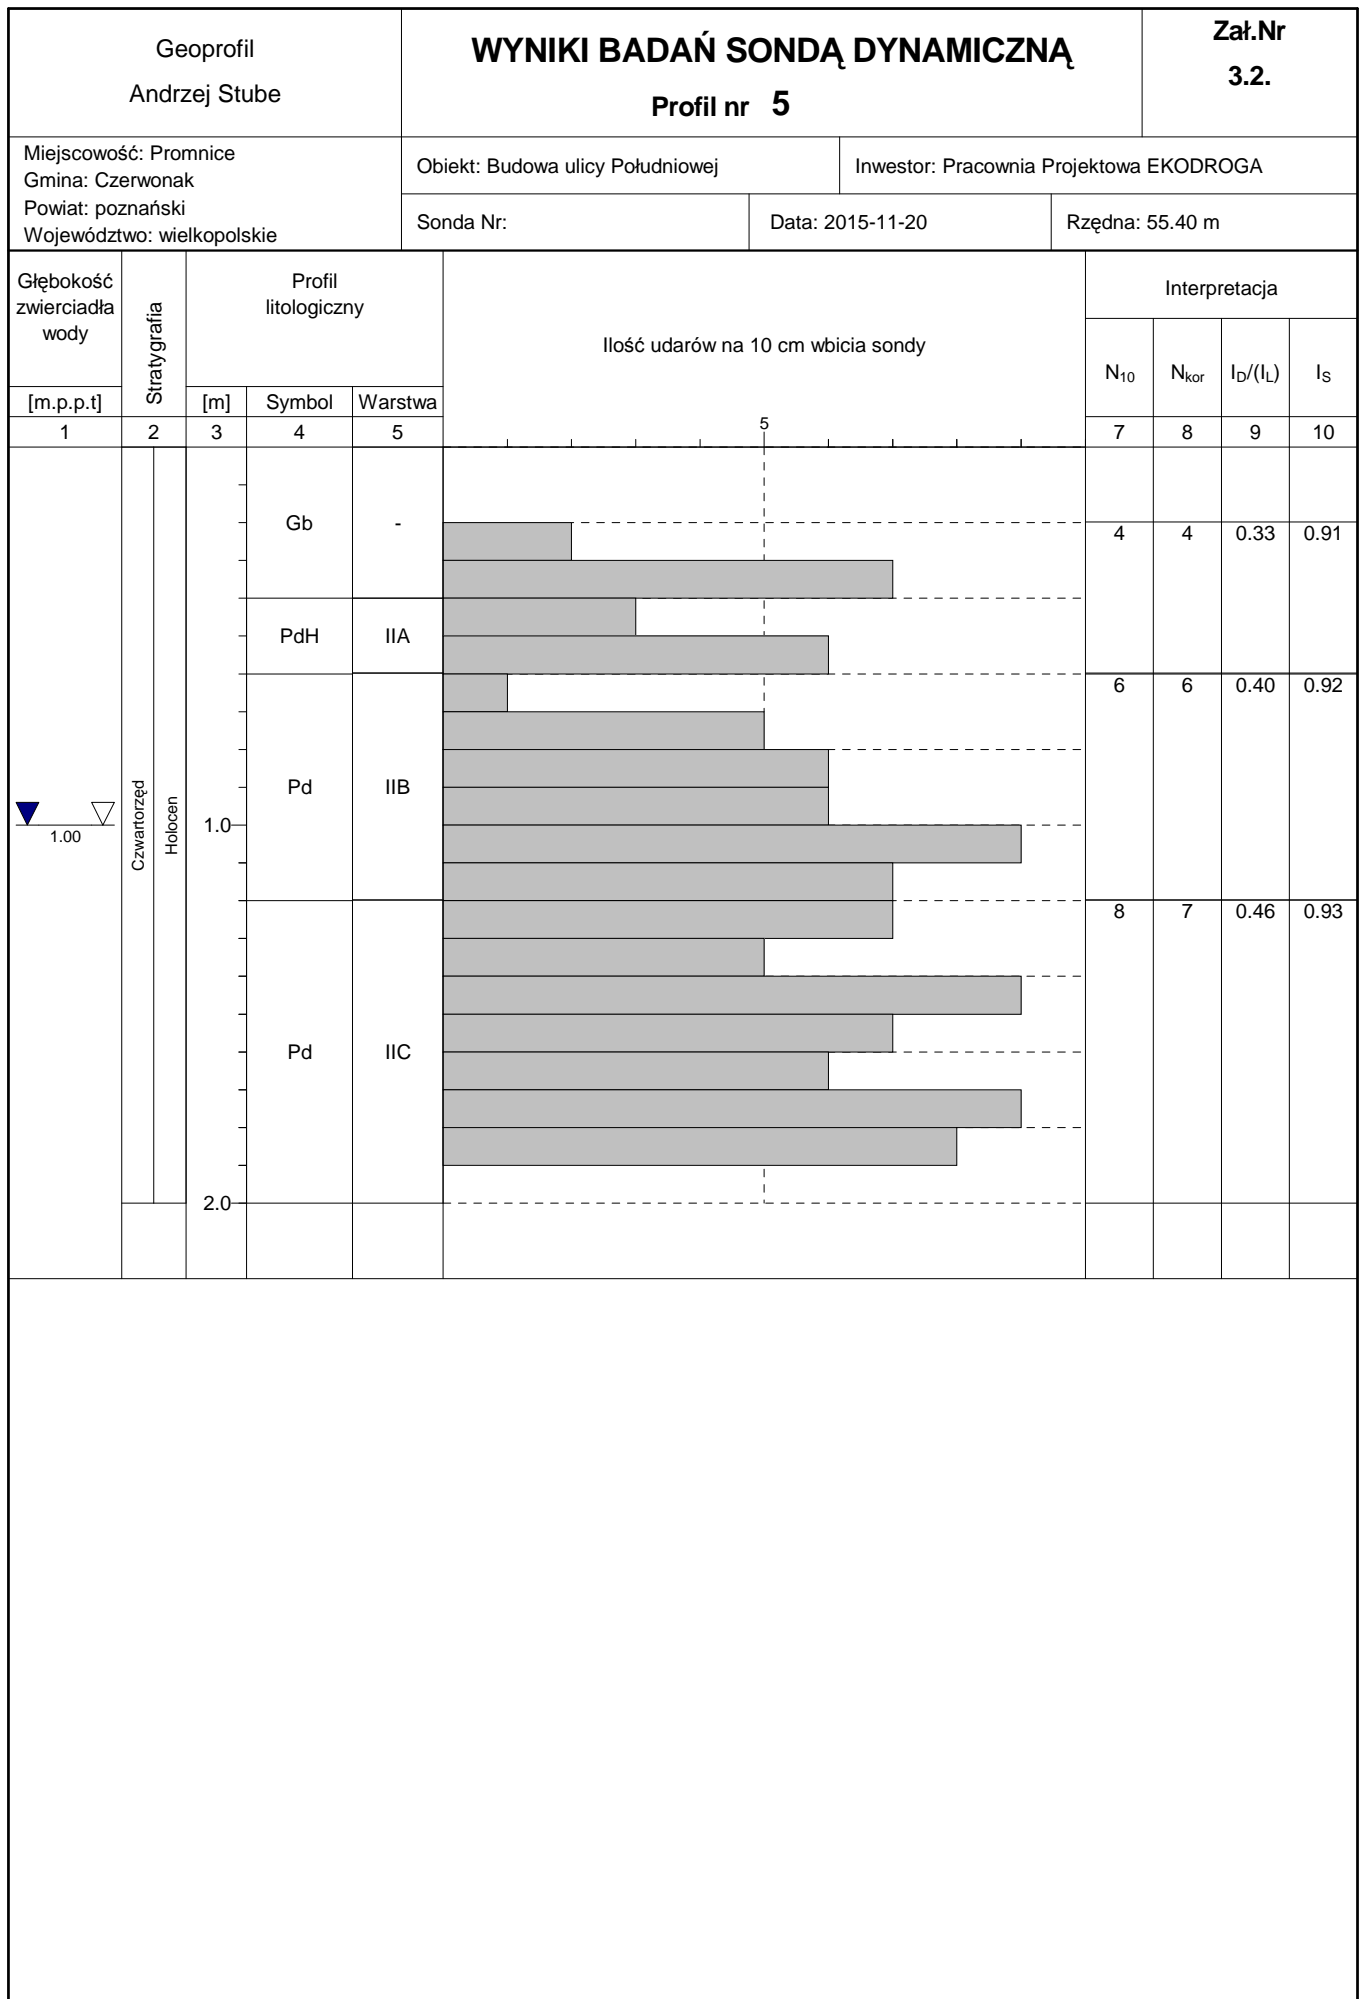 Geoprofil
Andrzej Stube
WYNIKI BADAŃ SONDĄ DYNAMICZNĄ
Profil nr 5
Zał.Nr
3.2.
Miejscowość: Promnice
Gmina: Czerwonak
Powiat: poznański
Województwo: wielkopolskie
Obiekt: Budowa ulicy Południowej
Inwestor: Pracownia Projektowa EKODROGA
Sonda Nr:
Data: 2015-11-20
Rzędna: 55.40 m
Głębokość
zwierciadła
wody
[m.p.p.t]
Stratygrafia
Profil
litologiczny
[m] Symbol Warstwa
Ilość udarów na 10 cm wbicia sondy
Interpretacja
N10 Nkor ID/(IL) IS
1 2 3 4 5 5 7 8 9 10
Gb -
4 4 0.33 0.91
PdH IIA
6 6 0.40 0.92
Pd IIB
1.00
Czwartorzęd
Holocen
1.0
8 7 0.46 0.93
Pd IIC
2.0